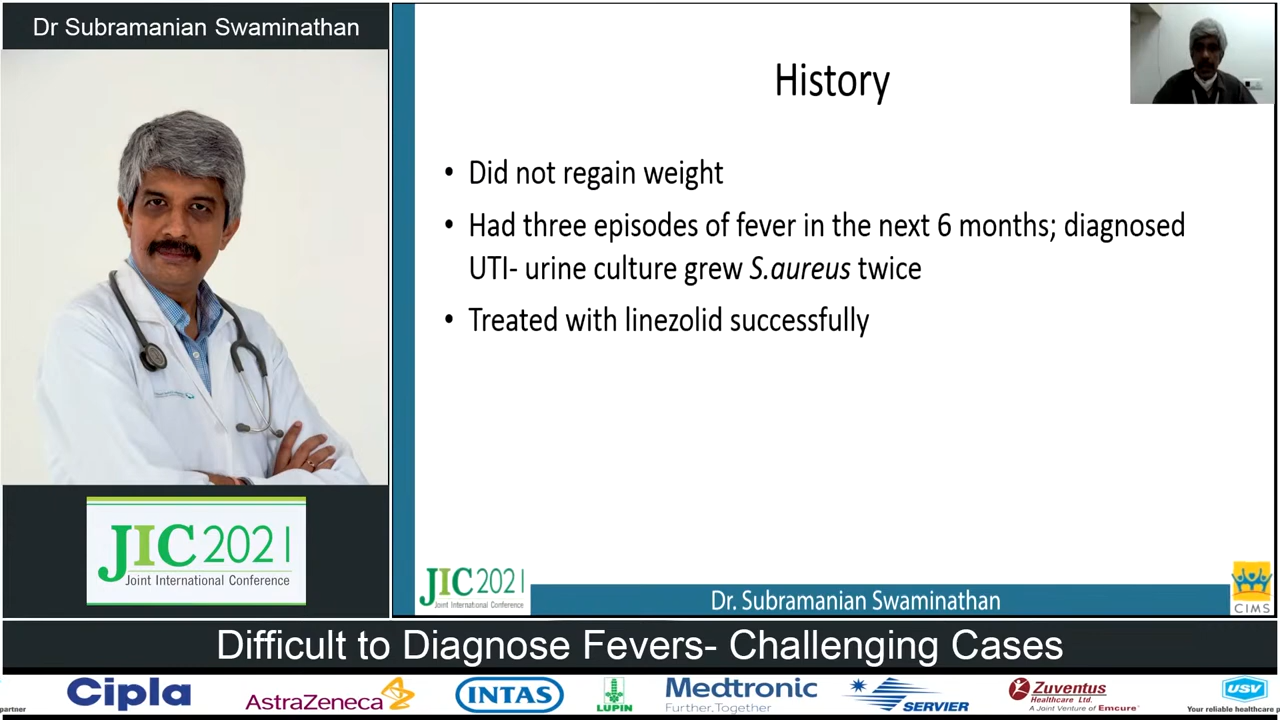 Dr Subramanian Swaminathan
History
• Did not regain weight
• Had three episodes of fever in the next 6 months; diagnosed
UTI- urine culture grew S.aureus twice
• Treated with linezolid successfully
JIC 2021
Joint International Conference
JIC 2021
Joint International Conference
Dr. Subramanian Swaminathan
CIMS
Difficult to Diagnose Fevers- Challenging Cases
partner
Cipla
AstraZeneca
INTAS
LUPIN
Medtronic
Further,Together
SERVIER
Zuventus
Healthcare Ltd.
A Joint Venture of Emcure
USV
Your reliable healthcare p